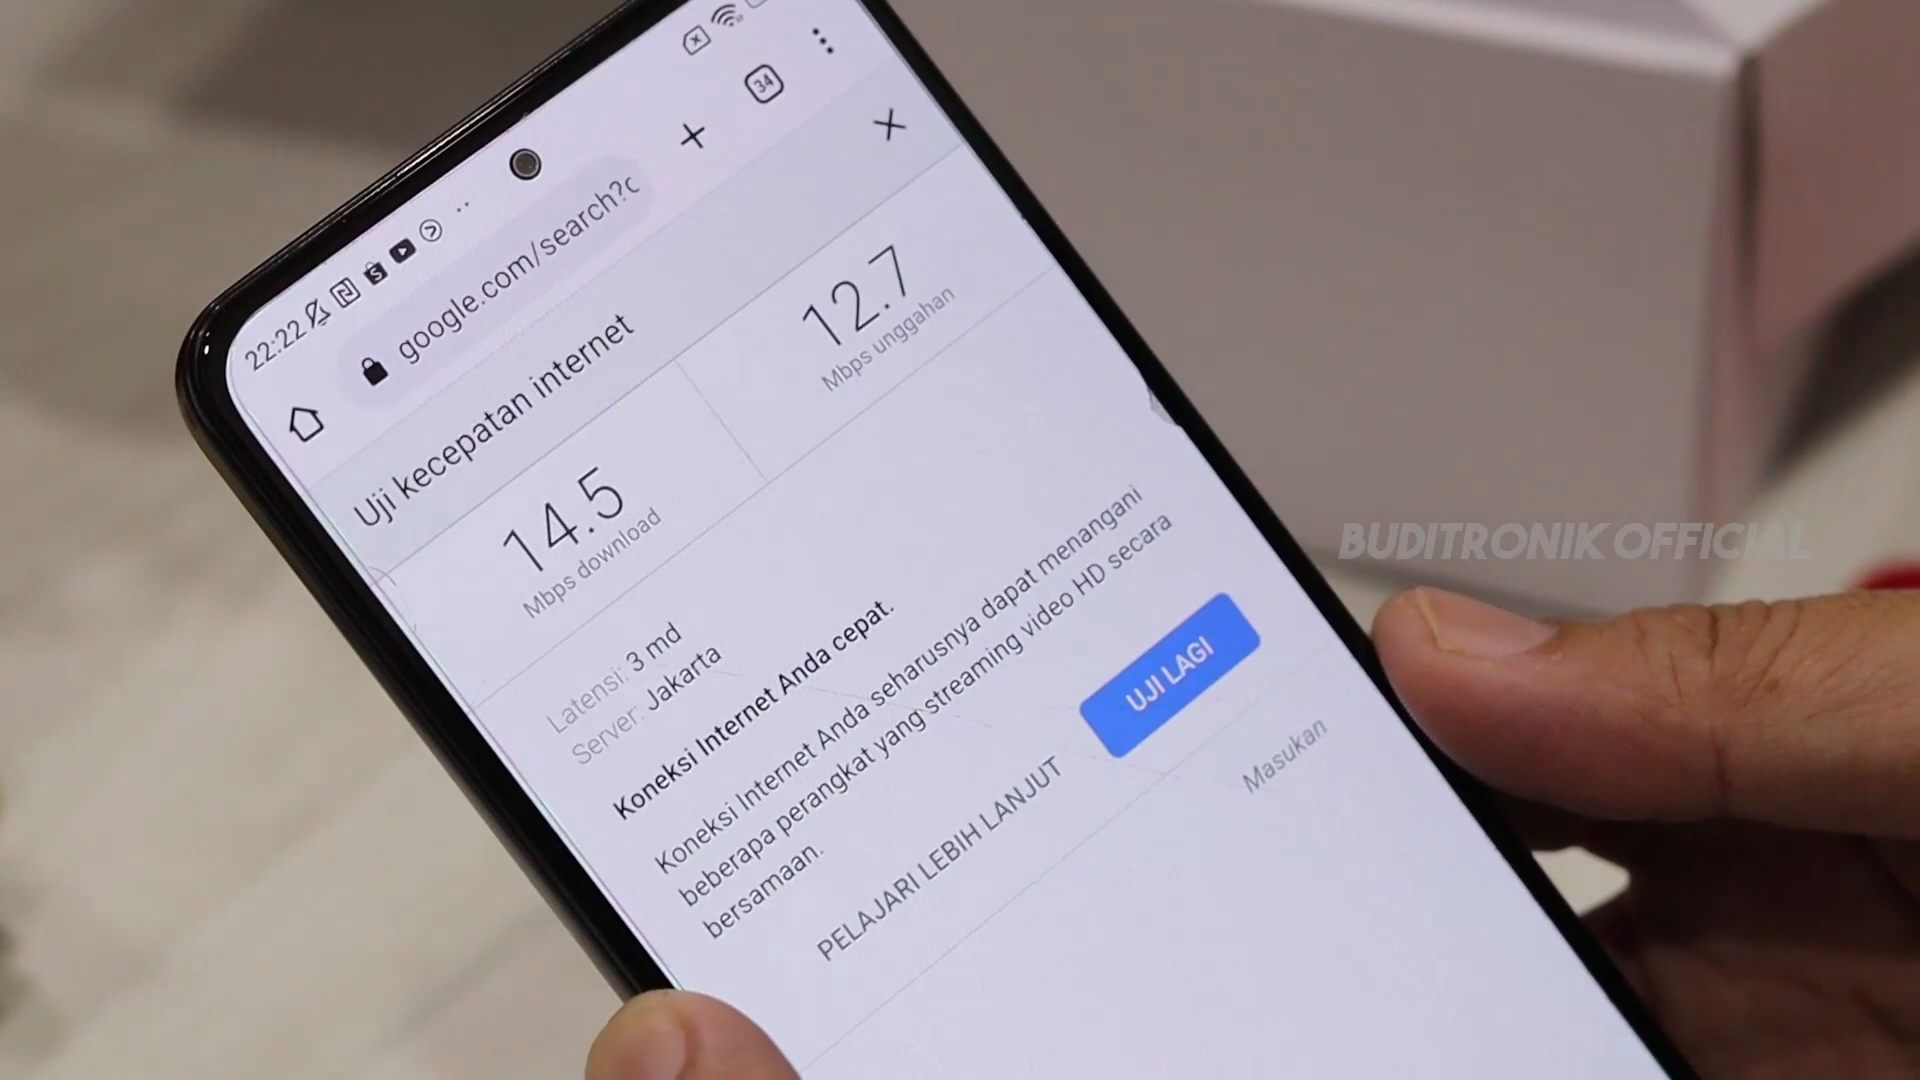 22:22
34
google.com/search?c
Uji kecepatan internet
14.5
Mbps download
12.7
Mbps unggahan
Latensi: 3 md
Server: Jakarta
Koneksi Internet Anda cepat.
Koneksi Internet Anda seharusnya dapat menangani
beberapa perangkat yang streaming video HD secara
bersamaan.
PELAJARI LEBIH LANJUT
UJI LAGI
Masukan
BUDITRONIK OFFICIAL